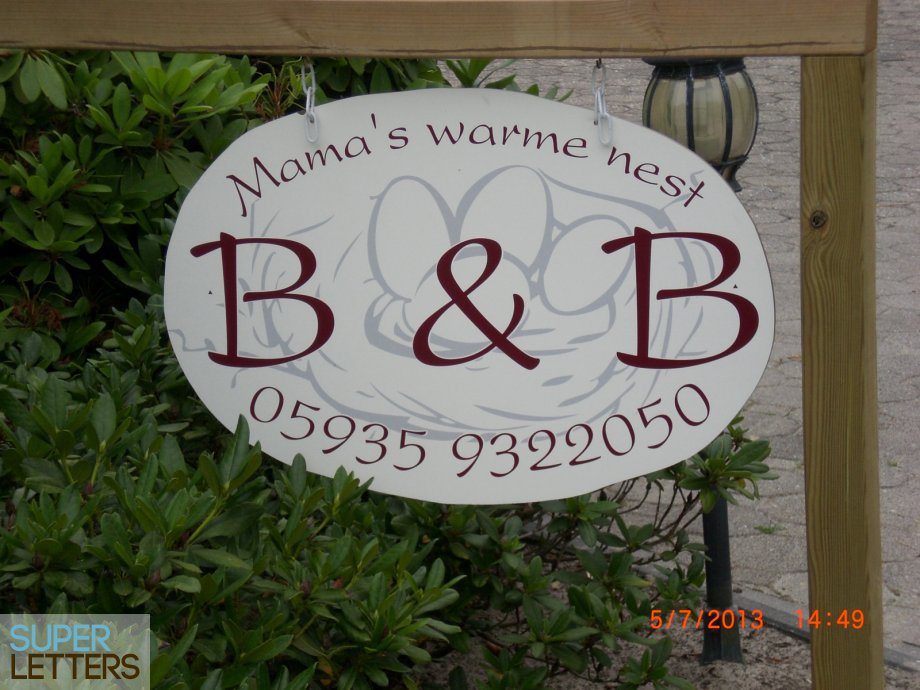 Mama's warme nest
B & B
05935 9322050
5/7/2013 14:49
SUPER
LETTERS